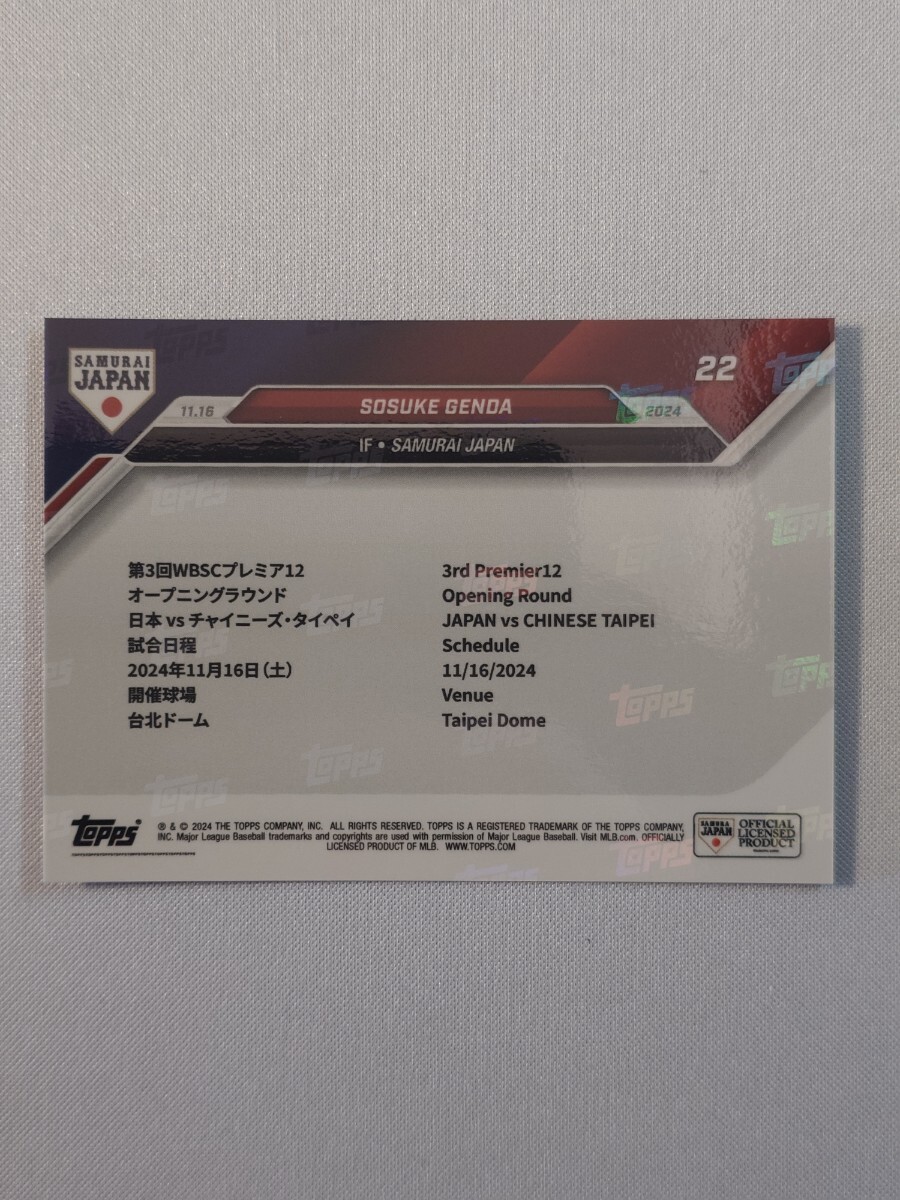 SAMURAI
JAPAN
22
11.16
SOSUKE GENDA
2024
IF • SAMURAI JAPAN
第3回WBSCプレミア12
オープニングラウンド
日本 vs チャイニーズ・タイペイ
試合日程
2024年11月16日(土)
開催球場
台北ドーム
3rd Premier12
Opening Round
JAPAN vs CHINESE TAIPEI
Schedule
11/16/2024
Venue
Taipei Dome
Topps
® & © 2024 THE TOPPS COMPANY, INC. ALL RIGHTS RESERVED. TOPPS IS A REGISTERED TRADEMARK OF THE TOPPS COMPANY,
INC. Major League Baseball trademarks and copyrights are used with permission of Major League Baseball. Visit MLB.com. OFFICIALLY
LICENSED PRODUCT OF MLB. WWW.TOPPS.COM
SAMURAI
JAPAN
OFFICIAL
LICENSED
PRODUCT